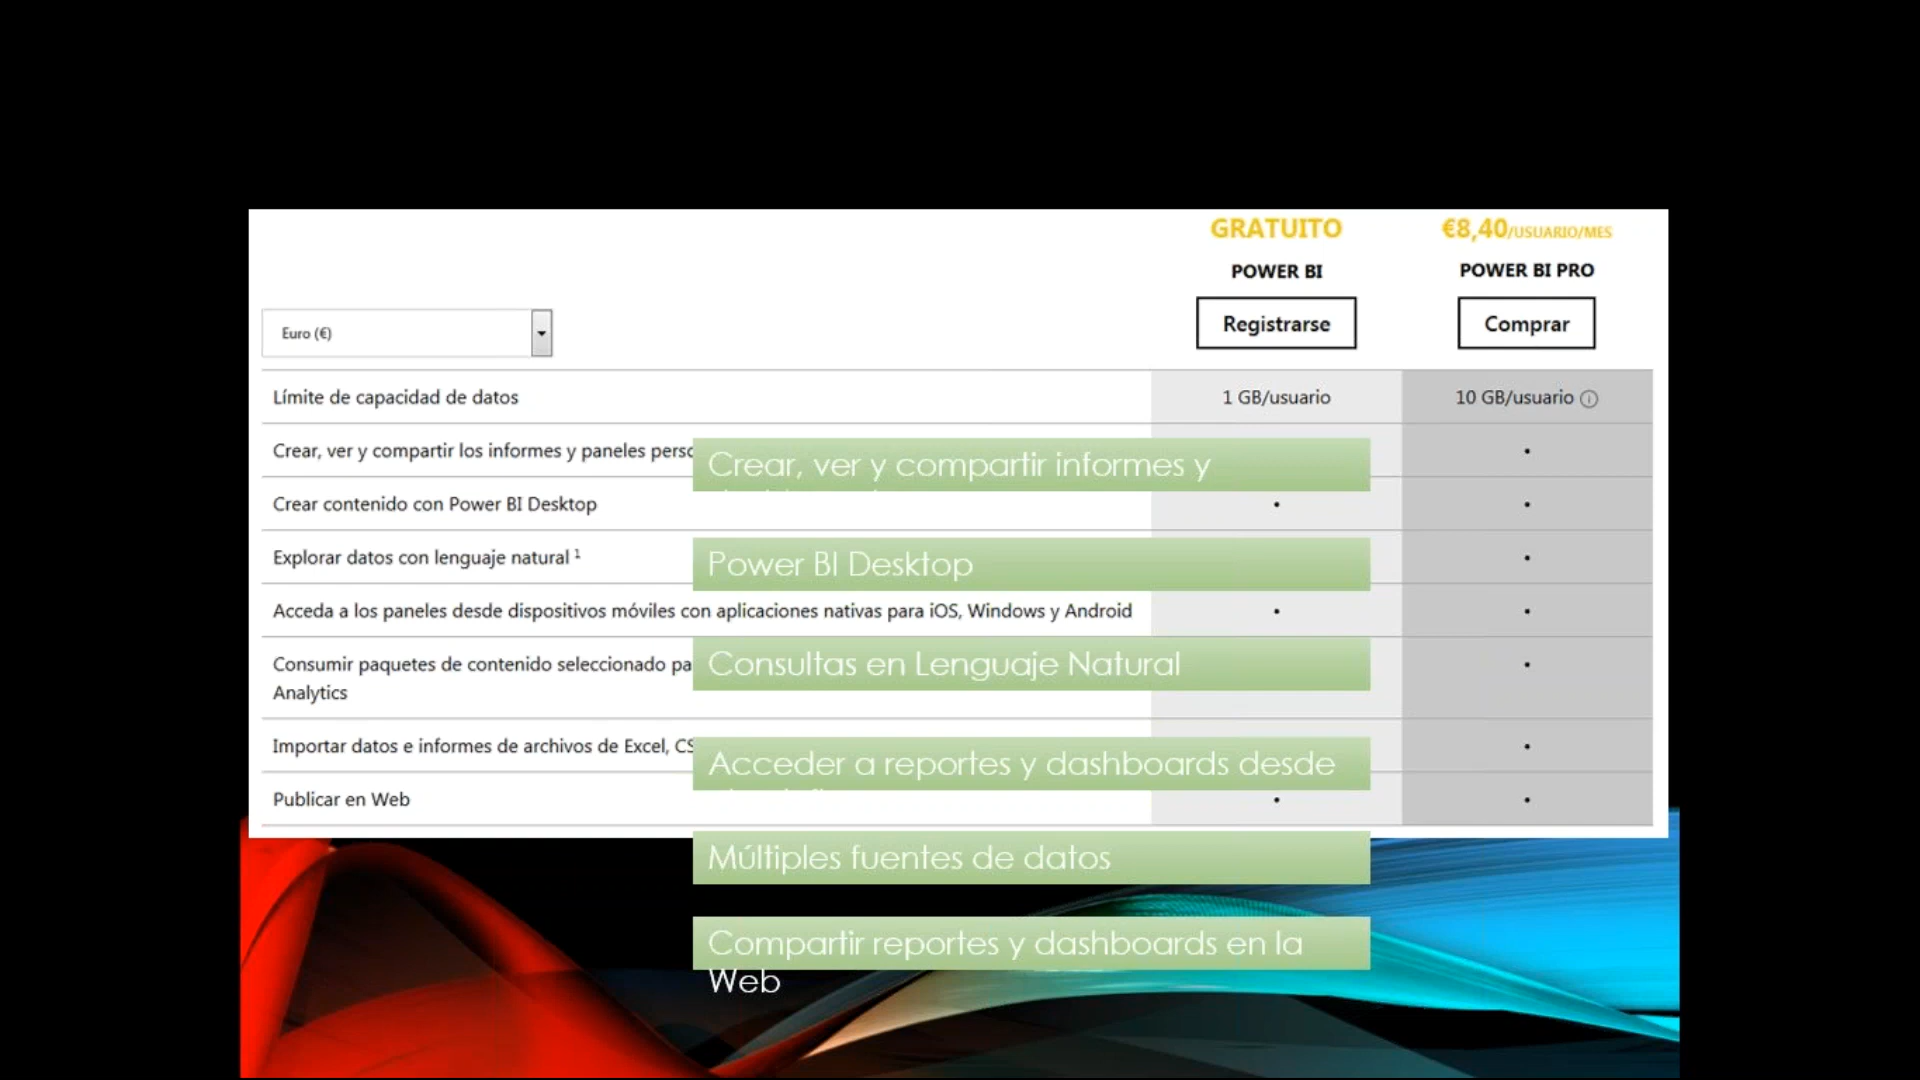 GRATUITO
€8,40/USUARIO/MES
POWER BI
POWER BI PRO
Euro (€)
Registrarse
Comprar
Límite de capacidad de datos
1 GB/usuario
10 GB/usuario
Crear, ver y compartir los informes y paneles
Crear, ver y compartir informes y
Crear contenido con Power BI Desktop
Explorar datos con lenguaje natural ¹
Power BI Desktop
Acceda a los paneles desde dispositivos móviles con aplicaciones nativas para iOS, Windows y Android
Consumir paquetes de contenido seleccionado
Analytics
Consultas en Lenguaje Natural
Importar datos e informes de archivos de Excel,
Acceder a reportes y dashboards desde
Publicar en Web
Múltiples fuentes de datos
Compartir reportes y dashboards en la
Web